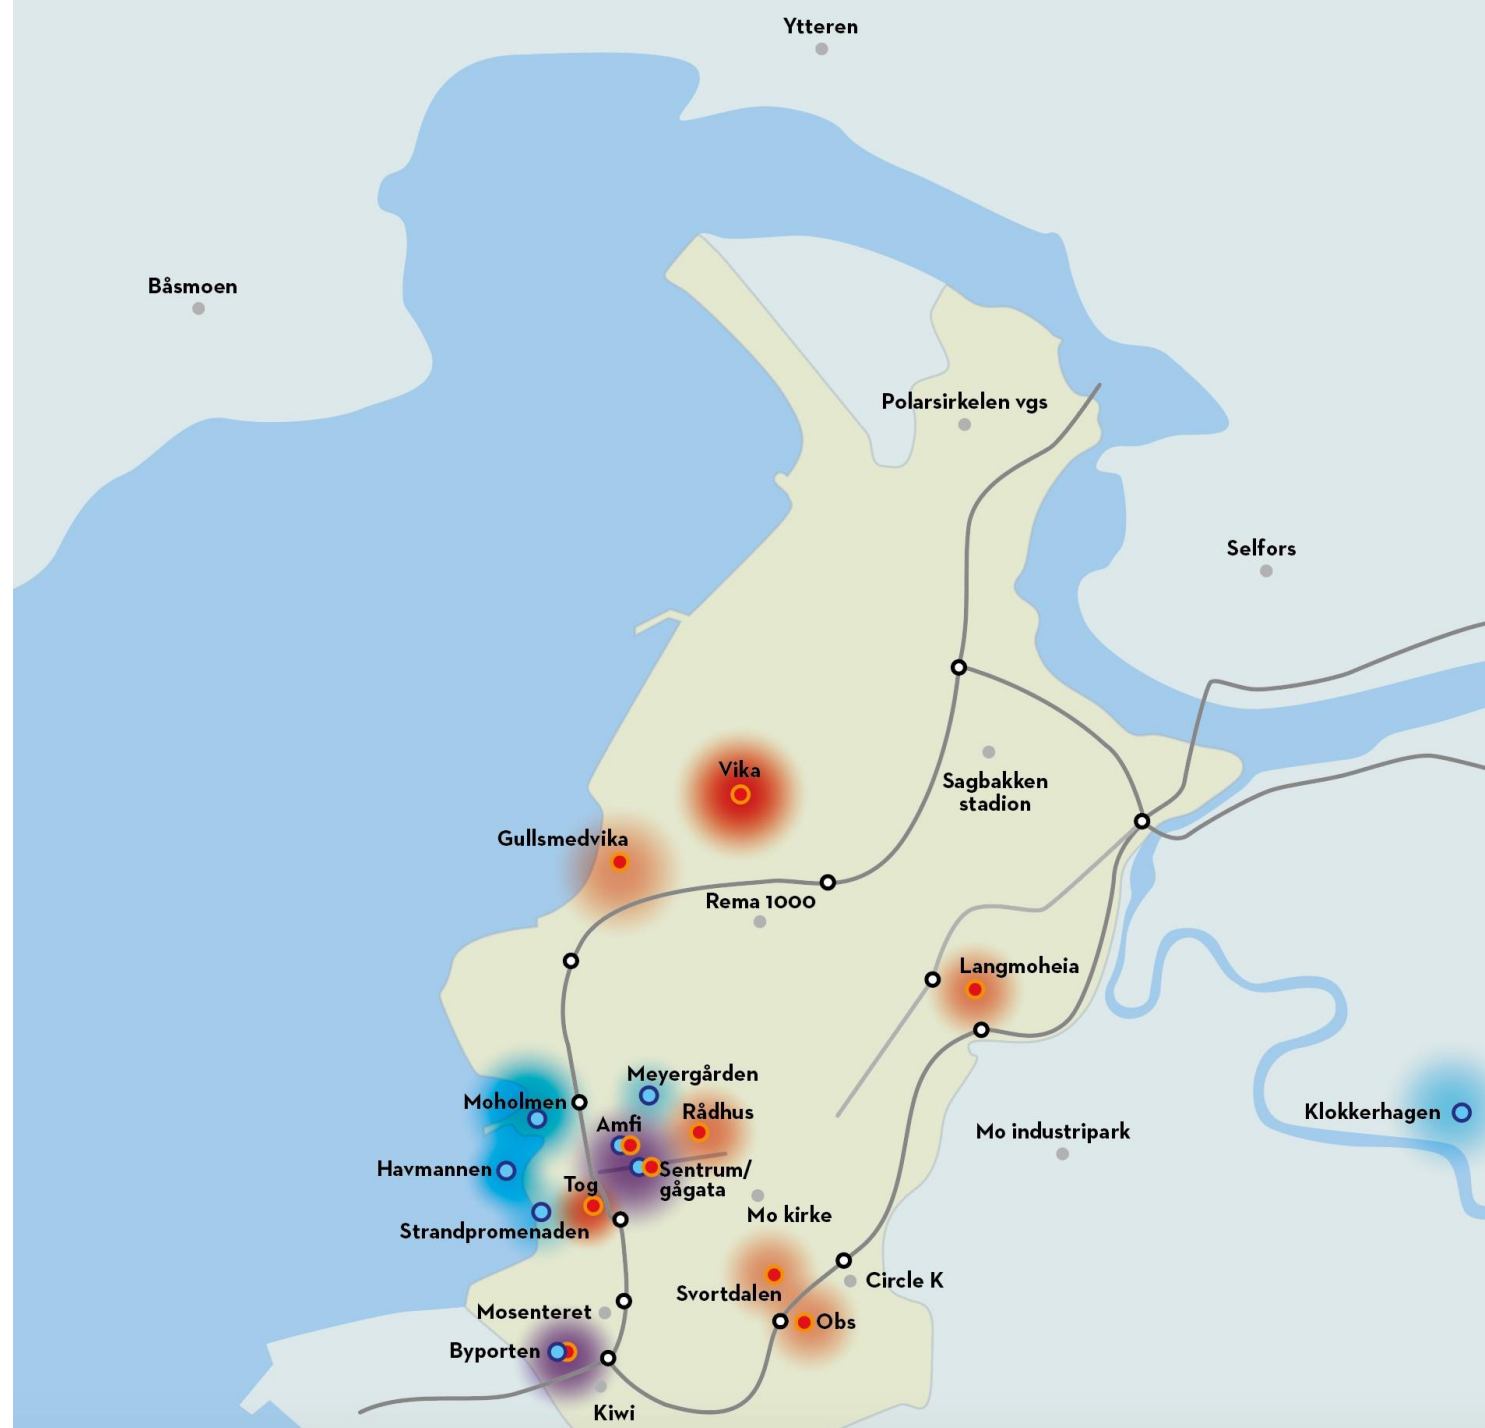 Ytteren
Båsmoen
Polarsirkelen vgs
Selfors
Vika
Sagbakken
stadion
Gullsmedvika
Rema 1000
Langmoheia
Meyergården
Moholmen
Rådhus
Klokkerhagen
Amfi
Mo industripark
Havmannen
Sentrum/
gågata
Tog
Mo kirke
Strandpromenaden
Circle K
Svortdalen
Mosenteret
Obs
Byporten
Kiwi